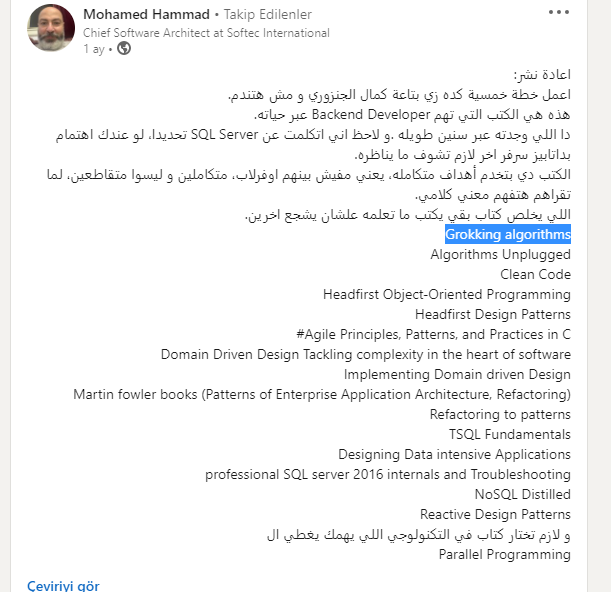 Mohamed Hammad • Takip Edilenler
Chief Software Architect at Softec International
1 ay •
اعادة نشر:
اعمل خطة خمسية كده زي بتاعة كمال الجنزوري و مش هتندم.
هذه هي الكتب التي تهم Backend Developer عبر حياته.
دا اللي وجدته عبر سنين طويله .و لاحظ اني اتكلمت عن SQL Server تحديدا، لو عندك اهتمام
بداتابيز سرفر اخر لازم تشوف ما يناظره.
الكتب دي بتخدم أهداف متكامله، يعني مفيش بينهم اوفرلاب، متكاملين و ليسوا متقاطعين، لما
تقراهم هتفهم معني كلامي.
اللي يخلص كتاب بقي يكتب ما تعلمه علشان يشجع اخرين.
Grokking algorithms
Algorithms Unplugged
Clean Code
Headfirst Object-Oriented Programming
Headfirst Design Patterns
#Agile Principles, Patterns, and Practices in C
Domain Driven Design Tackling complexity in the heart of software
Implementing Domain driven Design
Martin fowler books (Patterns of Enterprise Application Architecture, Refactoring)
Refactoring to patterns
TSQL Fundamentals
Designing Data intensive Applications
professional SQL server 2016 internals and Troubleshooting
NoSQL Distilled
Reactive Design Patterns
و لازم تختار كتاب في التكنولوجي اللي يهمك يغطي ال
Parallel Programming
Çeviriyi gör